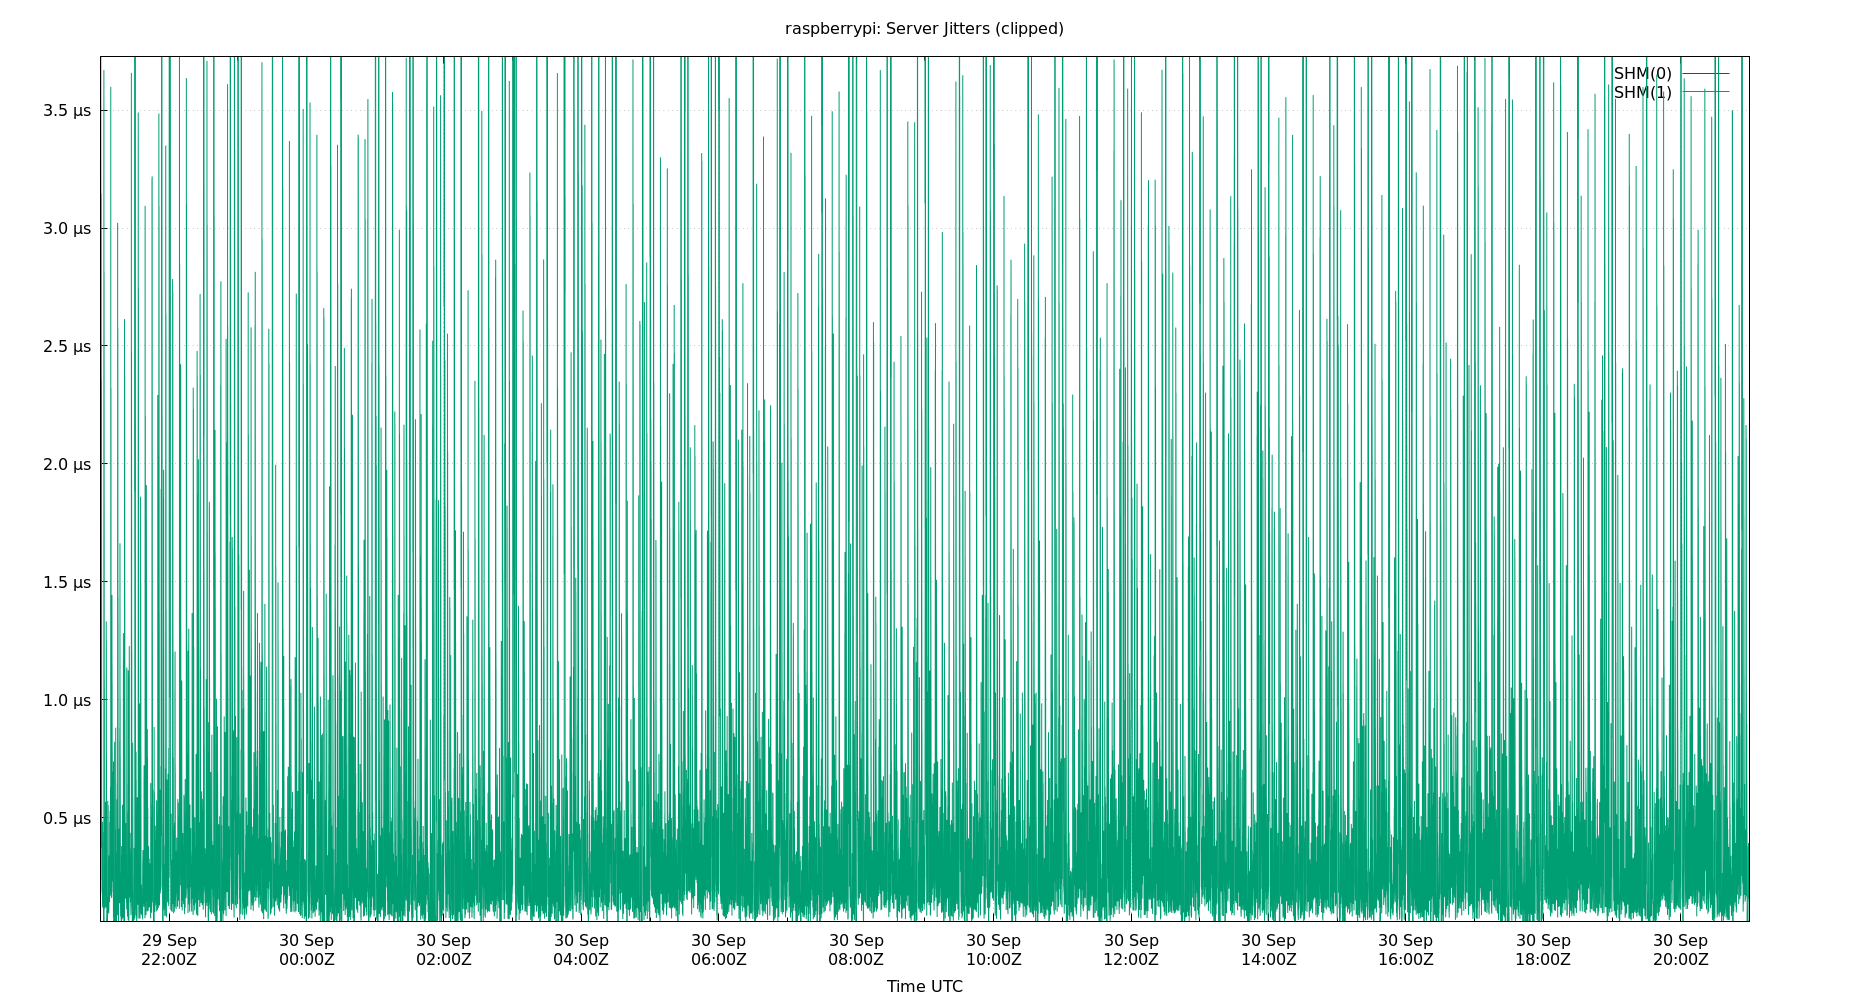 raspberrypi: Server Jitters (clipped)
SHM(0)
SHM(1)
3.5 µs
3.0 µs
2.5 µs
2.0 µs
1.5 µs
1.0 µs
0.5 µs
29 Sep 30 Sep 30 Sep 30 Sep 30 Sep 30 Sep 30 Sep 30 Sep 30 Sep 30 Sep 30 Sep 30 Sep
22:00Z 00:00Z 02:00Z 04:00Z 06:00Z 08:00Z 10:00Z 12:00Z 14:00Z 16:00Z 18:00Z 20:00Z
Time UTC